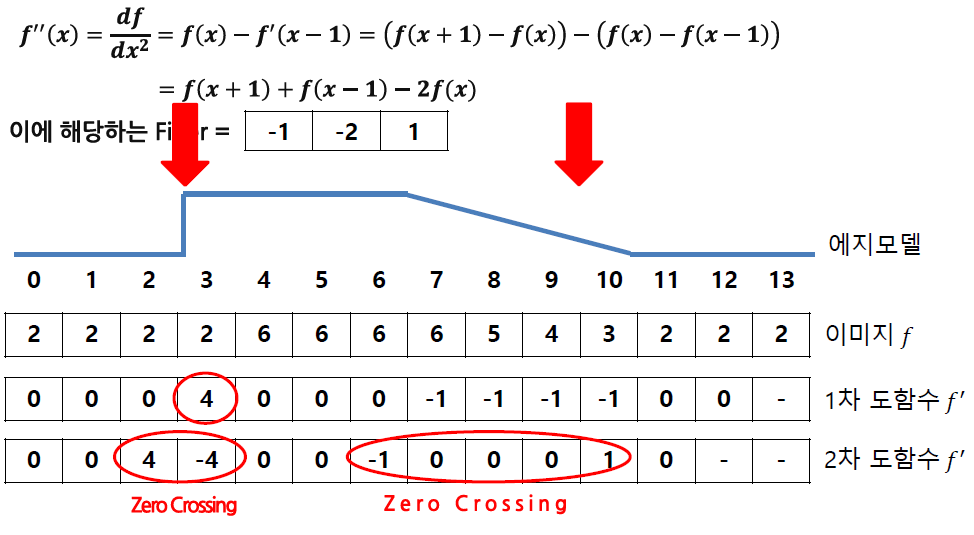 f′′(x) = df/dx² = f(x) − f′(x − 1) = (f(x + 1) − f(x)) − (f(x) − f(x − 1))
= f(x + 1) + f(x − 1) − 2f(x)
이에 해당하는 Fi r = -1 -2 1
에지모델
0 1 2 3 4 5 6 7 8 9 10 11 12 13
2 2 2 2 6 6 6 6 5 4 3 2 2 2 이미지 f
0 0 0 4 0 0 0 -1 -1 -1 -1 0 0 - 1차 도함수 f′
0 0 4 -4 0 0 -1 0 0 0 1 0 - - 2차 도함수 f′
Zero Crossing Zero Crossing